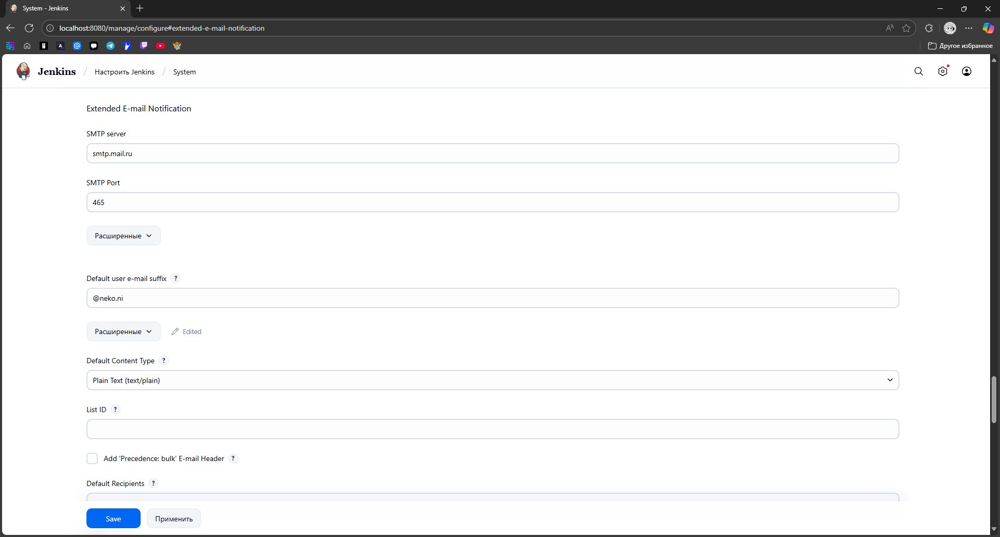 System - Jenkins
localhost:8080/manage/configure#extended-e-mail-notification
Другое избранное
Jenkins / Настроить Jenkins / System
Extended E-mail Notification
SMTP server
smtp.mail.ru
SMTP Port
465
Расширенные
Default user e-mail suffix ?
@neko.ni
Расширенные Edited
Default Content Type ?
Plain Text (text/plain)
List ID ?
Add 'Precedence: bulk' E-mail Header ?
Default Recipients ?
Save Применить